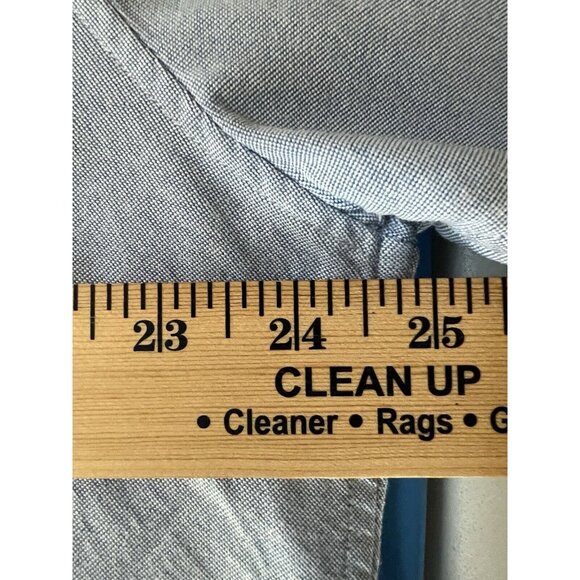 23 24 25
CLEAN UP
• Cleaner • Rags • G